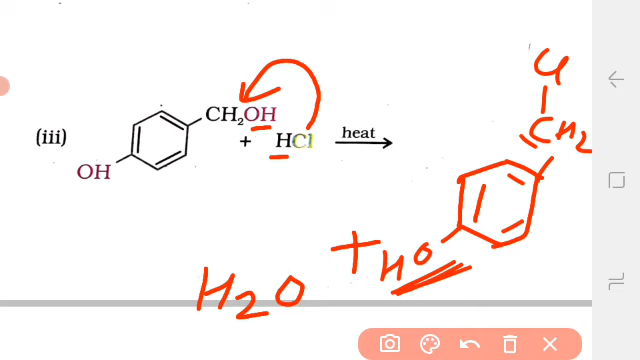 Cl
CH2OH
CH2
(iii)
+
HCl
heat
OH
+
HO
H2O